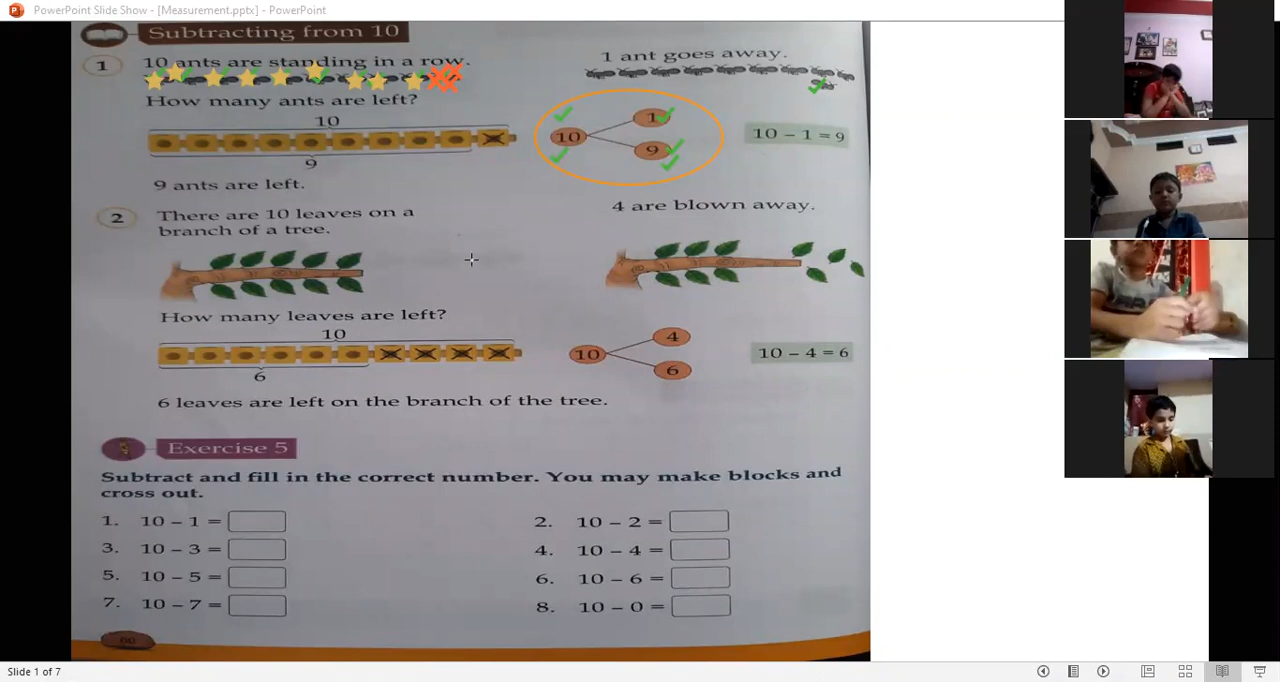 PowerPoint Slide Show - [Measurement.pptx] - PowerPoint
Subtracting from 10
1
10 ants are standing in a row.
1 ant goes away.
How many ants are left?
10
9
10
1
9
10 − 1 = 9
9 ants are left.
2
There are 10 leaves on a
branch of a tree.
4 are blown away.
How many leaves are left?
10
6
10
4
6
10 − 4 = 6
6 leaves are left on the branch of the tree.
Exercise 5
Subtract and fill in the correct number. You may make blocks and
cross out.
1. 10 − 1 =
2. 10 − 2 =
3. 10 − 3 =
4. 10 − 4 =
5. 10 − 5 =
6. 10 − 6 =
7. 10 − 7 =
8. 10 − 0 =
Slide 1 of 7